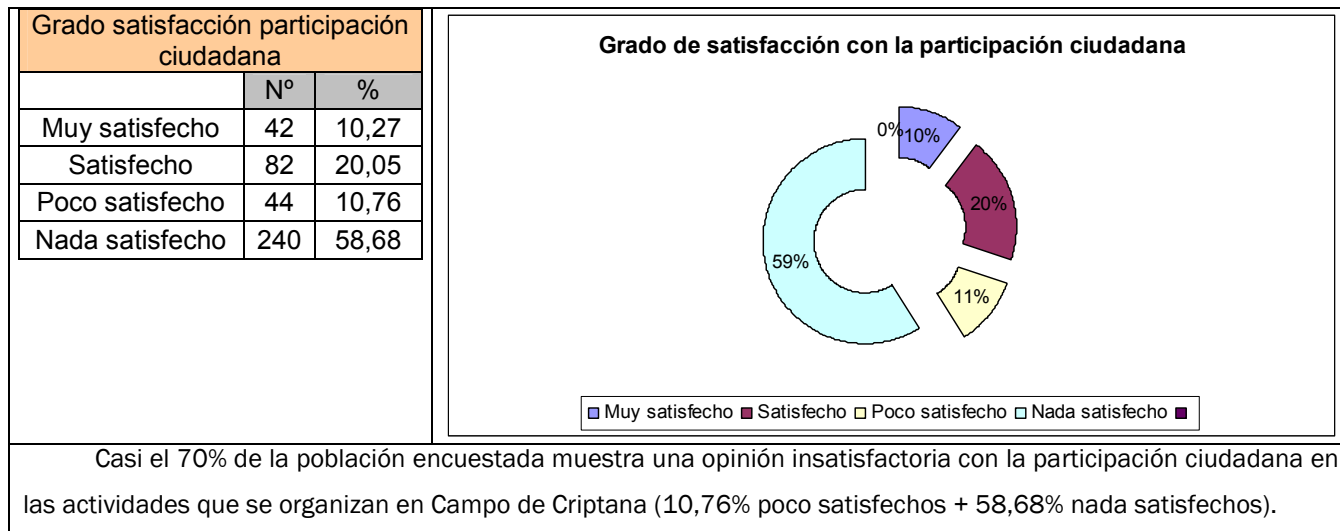 Grado satisfacción participación
ciudadana
Nº %
Muy satisfecho 42 10,27
Satisfecho 82 20,05
Poco satisfecho 44 10,76
Nada satisfecho 240 58,68
Grado de satisfacción con la participación ciudadana
0% 10%
20%
59%
11%
Muy satisfecho Satisfecho Poco satisfecho Nada satisfecho
Casi el 70% de la población encuestada muestra una opinión insatisfactoria con la participación ciudadana en
las actividades que se organizan en Campo de Criptana (10,76% poco satisfechos + 58,68% nada satisfechos).